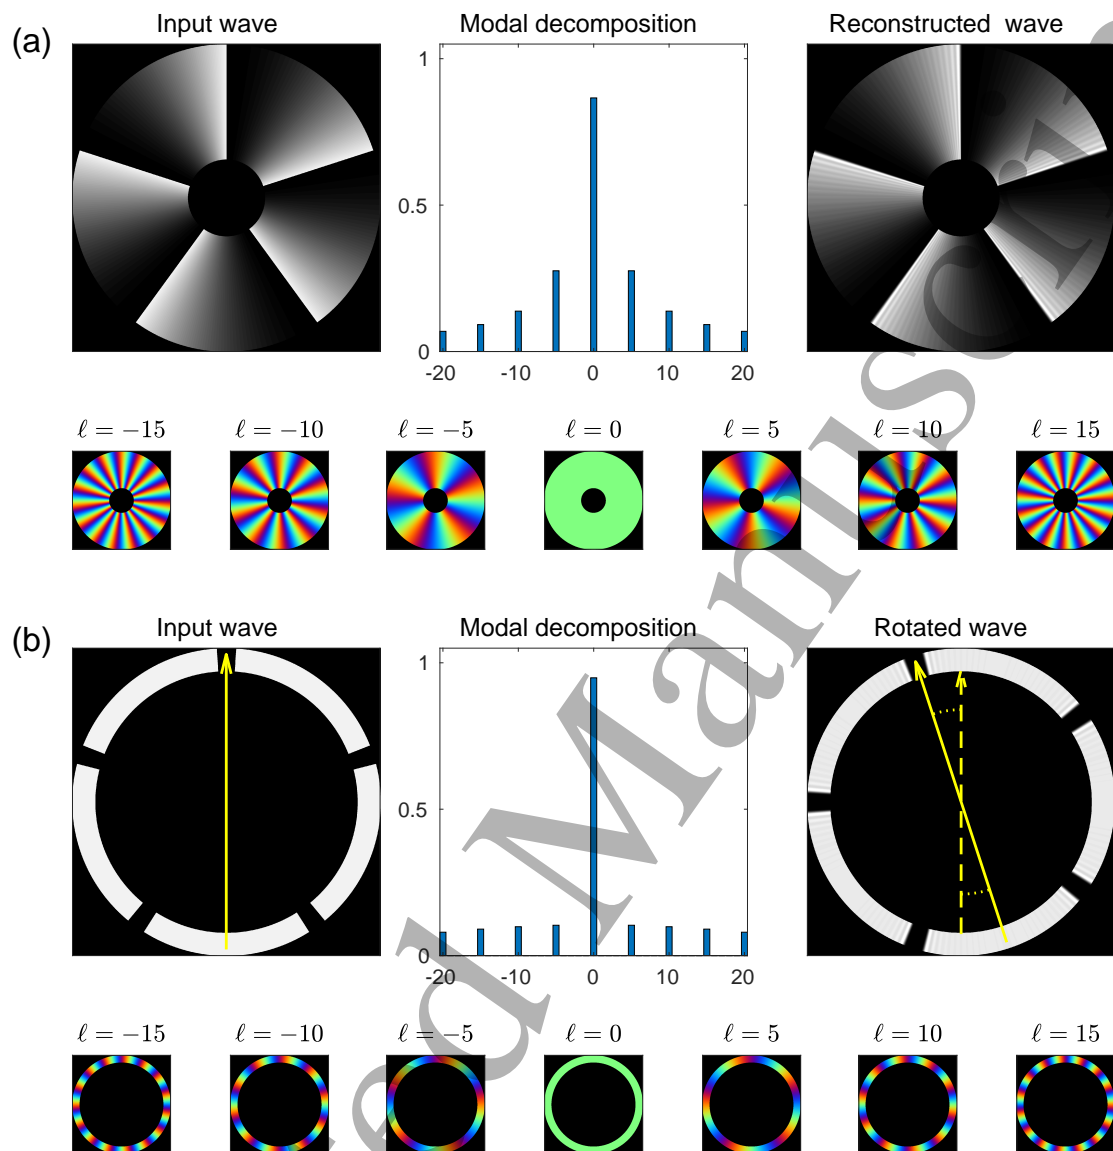 (a)
Input wave Modal decomposition Reconstructed wave
1
0.5
0
-20 -10 0 10 20
ℓ = −15 ℓ = −10 ℓ = −5 ℓ = 0 ℓ = 5 ℓ = 10 ℓ = 15
(b)
Input wave Modal decomposition Rotated wave
1
0.5
0
-20 -10 0 10 20
ℓ = −15 ℓ = −10 ℓ = −5 ℓ = 0 ℓ = 5 ℓ = 10 ℓ = 15
ed Manuscri